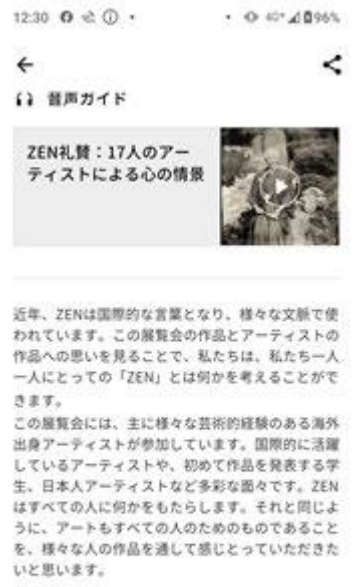 12:30
4G+ 96%
音声ガイド
ZEN礼賛：17人のアー
ティストによる心の情景
近年、ZENは国際的な言葉となり、様々な文脈で使
われています。この展覧会の作品とアーティストの
作品への思いを見ることで、私たちは、私たち一人
一人にとっての「ZEN」とは何かを考えることがで
きます。
この展覧会には、主に様々な芸術的経験のある海外
出身アーティストが参加しています。国際的に活躍
しているアーティストや、初めて作品を発表する学
生、日本人アーティストなど多彩な面々です。ZEN
はすべての人に何かをもたらします。それと同じよ
うに、アートもすべての人のためのものであること
を、様々な人の作品を通して感じとっていただきた
いと思います。